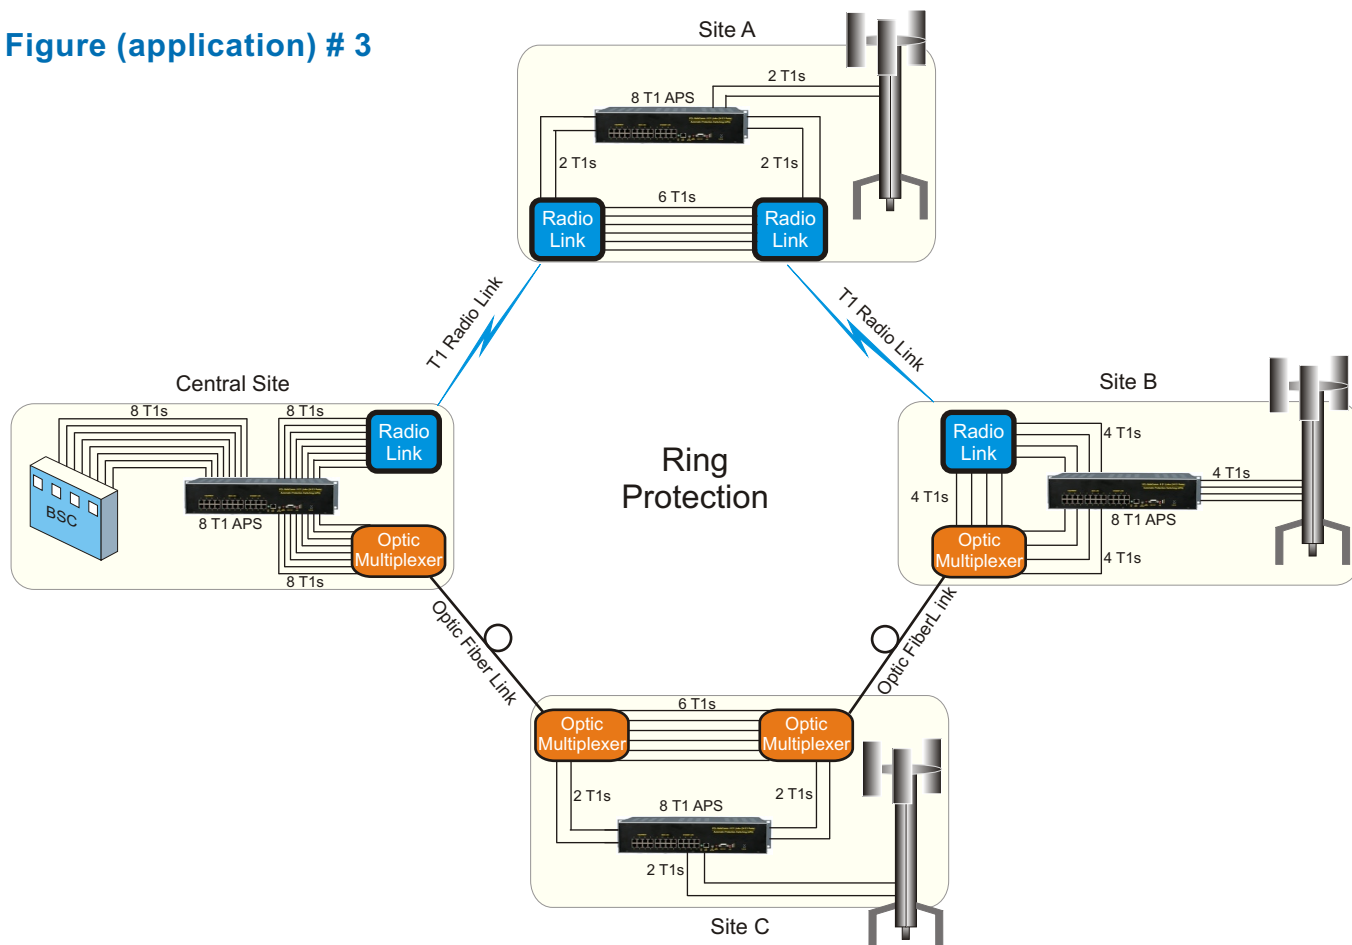 Figure (application) # 3
Site A
2 T1s
8 T1 APS
2 T1s
2 T1s
6 T1s
Radio
Link
Radio
Link
T1 Radio Link
T1 Radio Link
Central Site
8 T1s
8 T1s
Radio
Link
BSC
8 T1 APS
Optic
Multiplexer
8 T1s
Ring
Protection
Site B
Radio
Link
4 T1s
4 T1s
4 T1s
8 T1 APS
Optic
Multiplexer
4 T1s
Optic Fiber Link
Optic FiberL ink
6 T1s
Optic
Multiplexer
Optic
Multiplexer
2 T1s
2 T1s
8 T1 APS
2 T1s
Site C